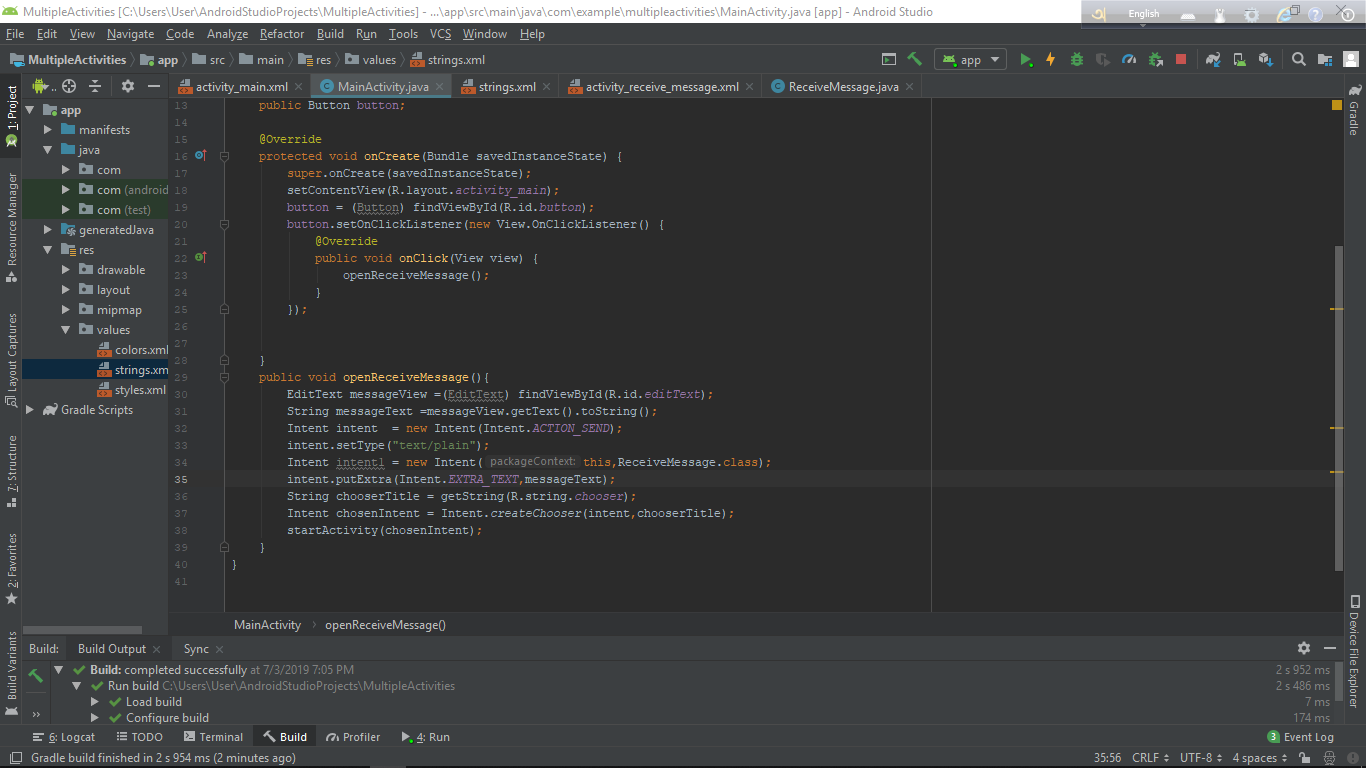 MultipleActivities [C:\Users\User\AndroidStudioProjects\MultipleActivities] - ...\app\src\main\java\com\example\multipleactivities\MainActivity.java [app] - Android Studio
English
File Edit View Navigate Code Analyze Refactor Build Run Tools VCS Window Help
MultipleActivities app src main res values strings.xml
app
1: Project
Resource Manager
Layout Captures
7: Structure
2: Favorites
Build Variants
app
manifests
java
com
com (android
com (test)
generatedJava
res
drawable
layout
mipmap
values
colors.xml
strings.xm
styles.xml
Gradle Scripts
activity_main.xml MainActivity.java strings.xml activity_receive_message.xml ReceiveMessage.java
13 public Button button;
14
15 @Override
16 protected void onCreate(Bundle savedInstanceState) {
17 super.onCreate(savedInstanceState);
18 setContentView(R.layout.activity_main);
19 button = (Button) findViewById(R.id.button);
20 button.setOnClickListener(new View.OnClickListener() {
21 @Override
22 public void onClick(View view) {
23 openReceiveMessage();
24 }
25 });
26
27
28 }
29 public void openReceiveMessage(){
30 EditText messageView =(EditText) findViewById(R.id.editText);
31 String messageText =messageView.getText().toString();
32 Intent intent  = new Intent(Intent.ACTION_SEND);
33 intent.setType("text/plain");
34 Intent intent1 = new Intent( packageContext: this,ReceiveMessage.class);
35 intent.putExtra(Intent.EXTRA_TEXT,messageText);
36 String chooserTitle = getString(R.string.chooser);
37 Intent chosenIntent = Intent.createChooser(intent,chooserTitle);
38 startActivity(chosenIntent);
39 }
40 }
41
MainActivity openReceiveMessage()
Gradle
Device File Explorer
Build: Build Output Sync
Build: completed successfully at 7/3/2019 7:05 PM 2 s 952 ms
Run build C:\Users\User\AndroidStudioProjects\MultipleActivities 2 s 486 ms
Load build 7 ms
Configure build 174 ms
6: Logcat TODO Terminal Build Profiler 4: Run 3 Event Log
Gradle build finished in 2 s 954 ms (2 minutes ago) 35:56 CRLF UTF-8 4 spaces